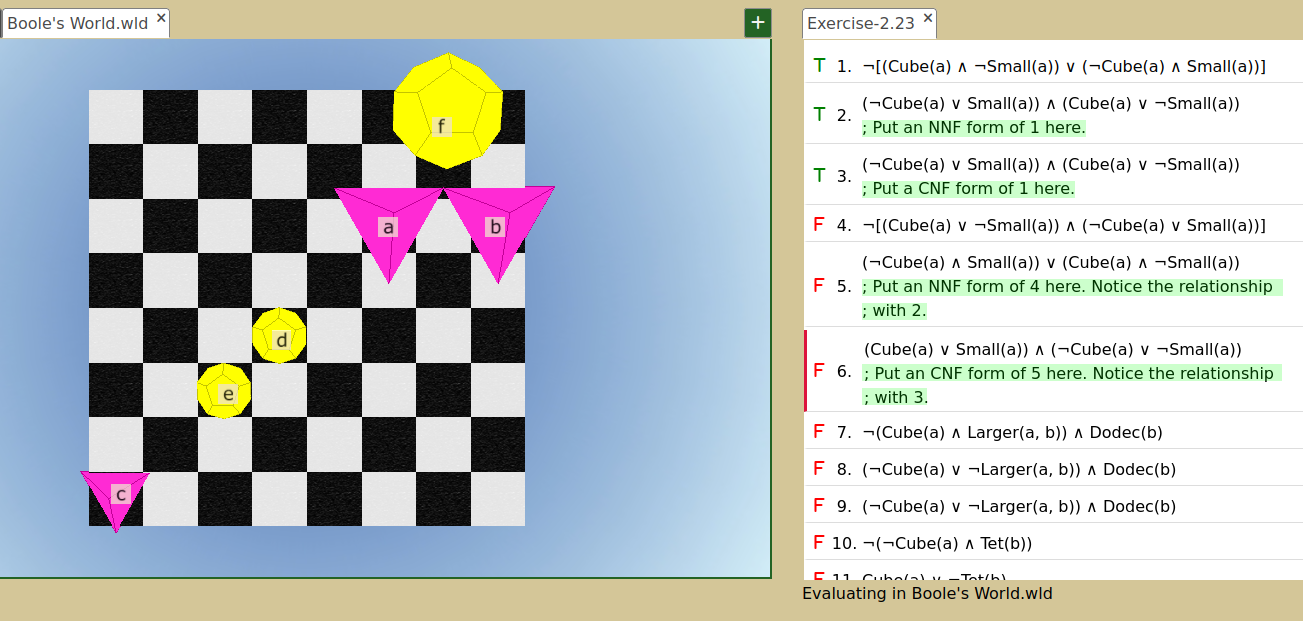 Boole's World.wld ×
+
Exercise-2.23 ×
f
a
b
d
e
c
T 1. ¬[(Cube(a) ∧ ¬Small(a)) ∨ (¬Cube(a) ∧ Small(a))]
T 2. (¬Cube(a) ∨ Small(a)) ∧ (Cube(a) ∨ ¬Small(a))
; Put an NNF form of 1 here.
T 3. (¬Cube(a) ∨ Small(a)) ∧ (Cube(a) ∨ ¬Small(a))
; Put a CNF form of 1 here.
F 4. ¬[(Cube(a) ∨ ¬Small(a)) ∧ (¬Cube(a) ∨ Small(a))]
F 5. (¬Cube(a) ∧ Small(a)) ∨ (Cube(a) ∧ ¬Small(a))
; Put an NNF form of 4 here. Notice the relationship
; with 2.
F 6. (Cube(a) ∨ Small(a)) ∧ (¬Cube(a) ∨ ¬Small(a))
; Put an CNF form of 5 here. Notice the relationship
; with 3.
F 7. ¬(Cube(a) ∧ Larger(a, b)) ∧ Dodec(b)
F 8. (¬Cube(a) ∨ ¬Larger(a, b)) ∧ Dodec(b)
F 9. (¬Cube(a) ∨ ¬Larger(a, b)) ∧ Dodec(b)
F 10. ¬(¬Cube(a) ∧ Tet(b))
F 11. Cube(a) ∨ ¬Tet(b)
Evaluating in Boole's World.wld